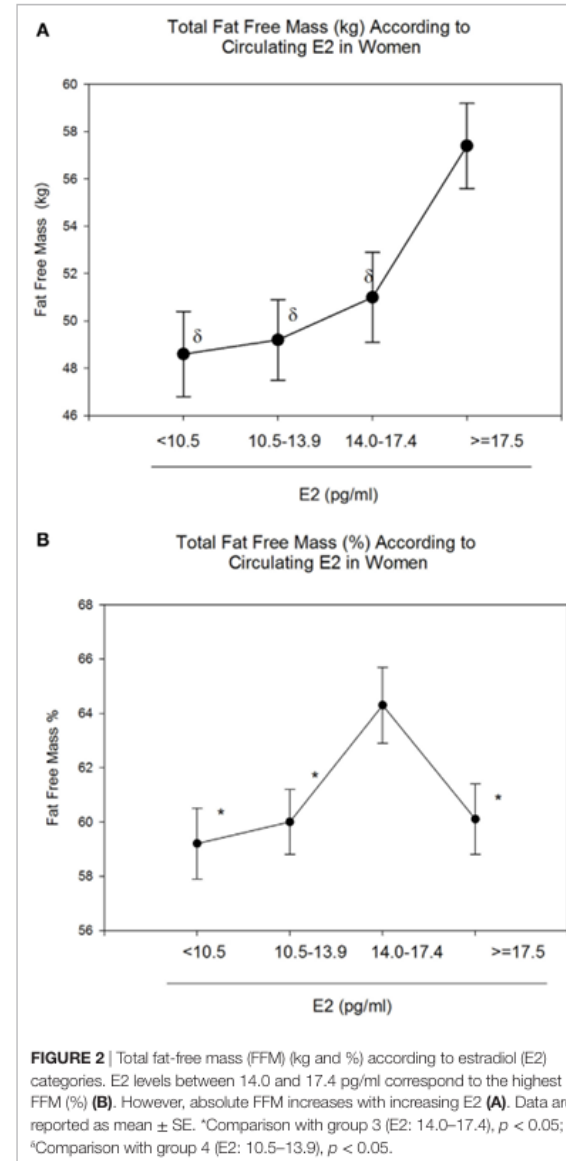 A
Total Fat Free Mass (kg) According to
Circulating E2 in Women
Fat Free Mass (kg)
60
58
56
54
52
50
48
46
δ
δ
δ
<10.5
10.5-13.9
14.0-17.4
>=17.5
E2 (pg/ml)
B
Total Fat Free Mass (%) According to
Circulating E2 in Women
Fat Free Mass %
68
66
64
62
60
58
56
*
*
*
<10.5
10.5-13.9
14.0-17.4
>=17.5
E2 (pg/ml)
FIGURE 2 | Total fat-free mass (FFM) (kg and %) according to estradiol (E2)
categories. E2 levels between 14.0 and 17.4 pg/ml correspond to the highest
FFM (%) (B). However, absolute FFM increases with increasing E2 (A). Data are
reported as mean ± SE. *Comparison with group 3 (E2: 14.0–17.4), p < 0.05;
δComparison with group 4 (E2: 10.5–13.9), p < 0.05.